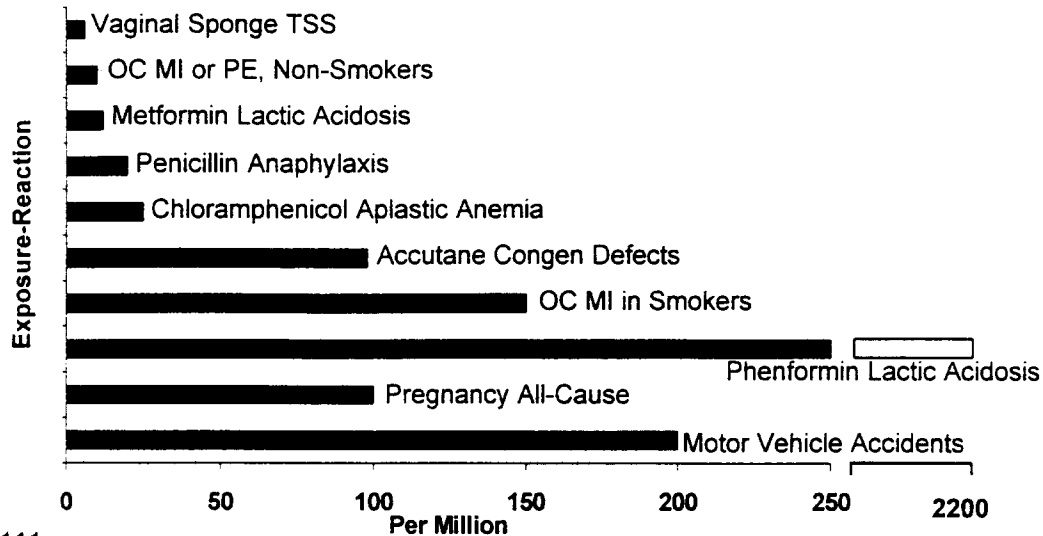 Vaginal Sponge TSS
OC MI or PE, Non-Smokers
Metformin Lactic Acidosis
Penicillin Anaphylaxis
Chloramphenicol Aplastic Anemia
Accutane Congen Defects
OC MI in Smokers
Phenformin Lactic Acidosis
Pregnancy All-Cause
Motor Vehicle Accidents
Exposure-Reaction
0 50 100 150 200 250 2200
Per Million